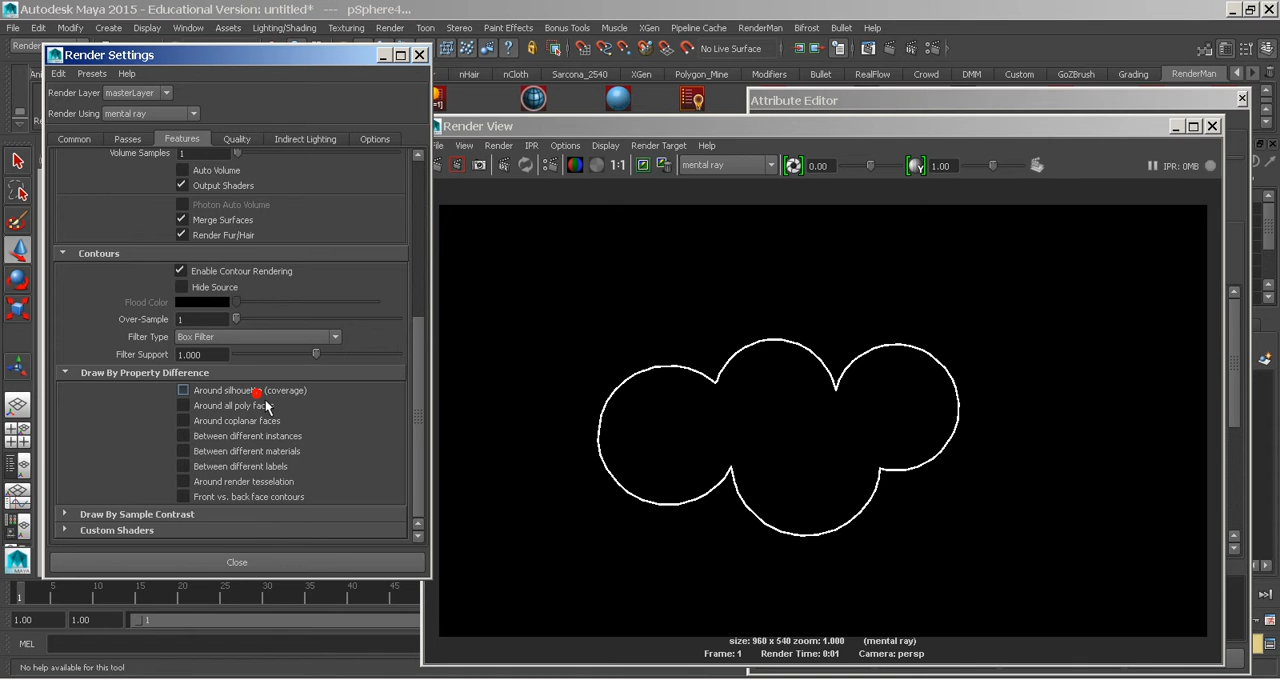 Autodesk Maya 2015 - Educational Version: untitled*   ---   pSphere4...
File Edit Modify Create Display Window Assets Lighting/Shading Texturing Render Toon Stereo Paint Effects Bonus Tools Muscle XGen Pipeline Cache RenderMan Bifrost Bullet Help
No Live Surface
Render Settings
Edit Presets Help
nHair nCloth Sarcona_2540 XGen Polygon_Mine Modifiers Bullet RealFlow Crowd DMM Custom GoZBrush Grading RenderMan
Render Layer masterLayer
Attribute Editor
Render Using mental ray
Render View
Common Passes Features Quality Indirect Lighting Options
File View Render IPR Options Display Render Target Help
Volume Samples 1
1:1 mental ray 0.00 1.00 IPR: 0MB
Auto Volume
Output Shaders
Photon Auto Volume
Merge Surfaces
Render Fur/Hair
Contours
Enable Contour Rendering
Hide Source
Flood Color
Over-Sample 1
Filter Type Box Filter
Filter Support 1.000
Draw By Property Difference
Around silhouette (coverage)
Around all poly faces
Around coplanar faces
Between different instances
Between different materials
Between different labels
Around render tesselation
Front vs. back face contours
Draw By Sample Contrast
Custom Shaders
Close
1 5 10 15 20 25 30 35 40 45
1.00 1.00 1
size: 960 x 540 zoom: 1.000 (mental ray)
MEL
Frame: 1 Render Time: 0:01 Camera: persp
No help available for this tool